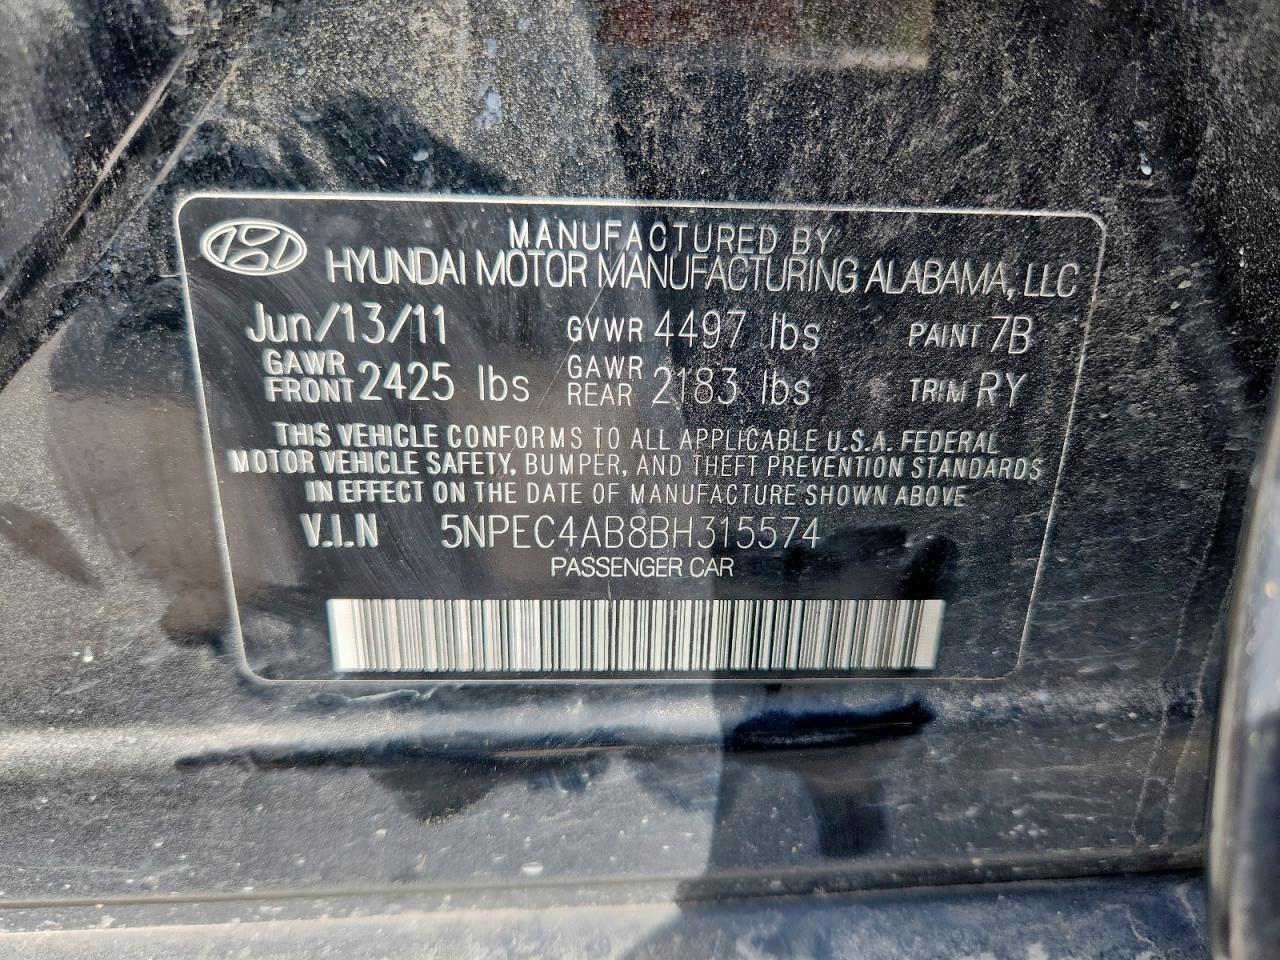 MANUFACTURED BY
HYUNDAI MOTOR MANUFACTURING ALABAMA, LLC
Jun/13/11 GVWR 4497 lbs PAINT 7B
GAWR FRONT 2425 lbs GAWR REAR 2183 lbs TRIM RY
THIS VEHICLE CONFORMS TO ALL APPLICABLE U.S.A. FEDERAL
MOTOR VEHICLE SAFETY, BUMPER, AND THEFT PREVENTION STANDARDS
IN EFFECT ON THE DATE OF MANUFACTURE SHOWN ABOVE
V.I.N 5NPEC4AB8BH315574
PASSENGER CAR